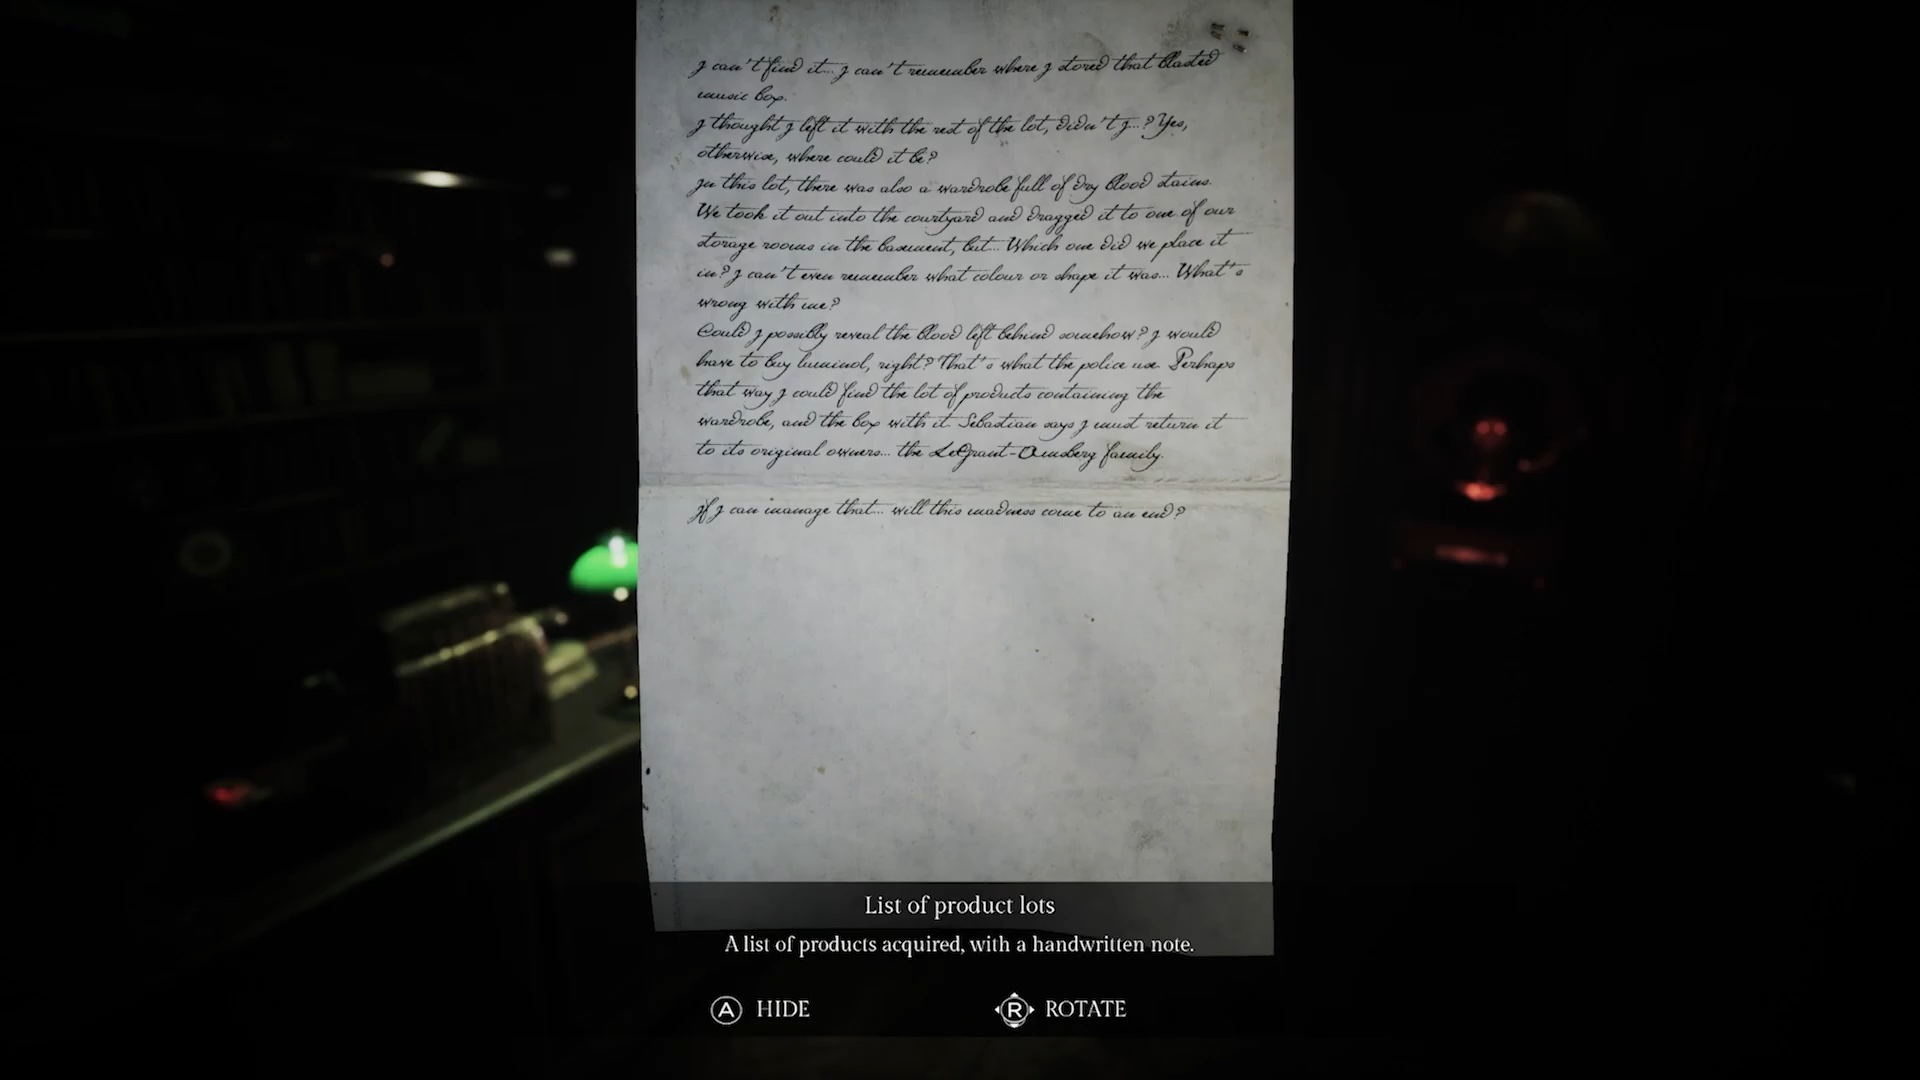 I can't find it... I can't remember where I stored that blasted
music box.
I thought I left it with the rest of the lot, didn't I...? Yes,
otherwise, where could it be?
In this lot, there was also a wardrobe full of dry blood stains.
We took it out into the courtyard and dragged it to one of our
storage rooms in the basement, but... Which one did we place it
in? I can't even remember what colour or shape it was... What's
wrong with me?
Could I possibly reveal the blood left behind somehow? I would
have to buy luminol, right? That's what the police use. Perhaps
that way I could find the lot of products containing the
wardrobe, and the box with it. Sebastian says I must return it
to its original owners... the LeGrant-Amsberg family.
If I can manage that... will this madness come to an end?
List of product lots
A list of products acquired, with a handwritten note.
A HIDE
R ROTATE